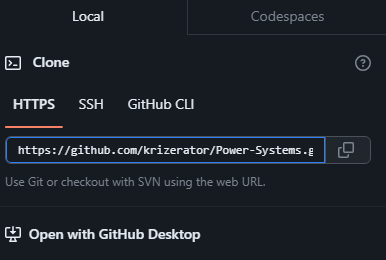 Local
Codespaces
Clone
HTTPS
SSH
GitHub CLI
https://github.com/krizerator/Power-Systems.g
Use Git or checkout with SVN using the web URL.
Open with GitHub Desktop